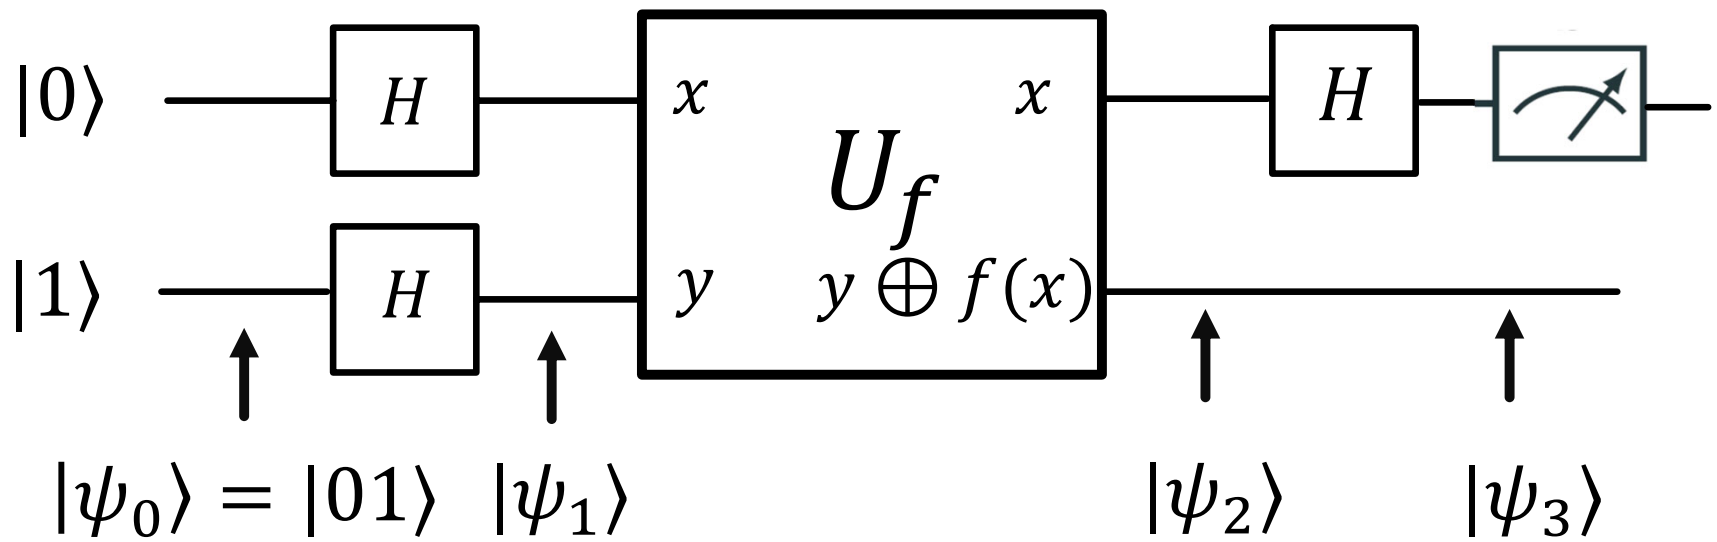 |0⟩ H x x H
U_f
|1⟩ H y y ⊕ f(x)
|ψ₀⟩ = |01⟩ |ψ₁⟩ |ψ₂⟩ |ψ₃⟩